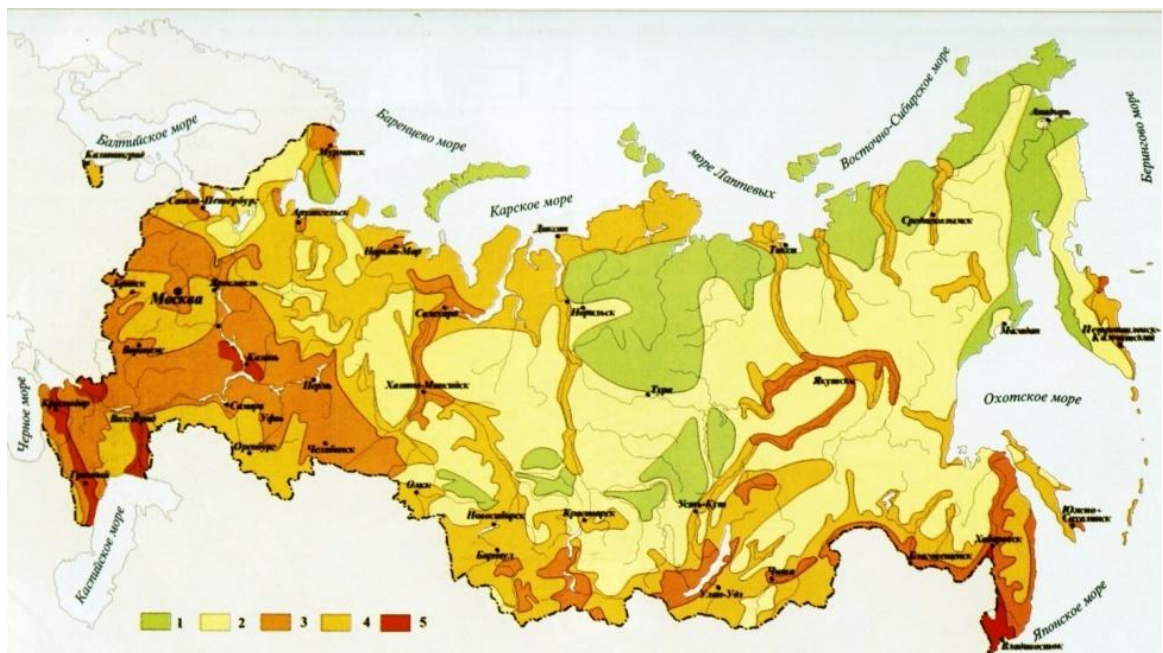 Балтийское море
Калининград
Баренцево море
Мурманск
Санкт-Петербург
Архангельск
Нарьян-Мар
Карское море
Диксон
море Лаптевых
Восточно-Сибирское море
Берингово море
Анадырь
Среднеколымск
Тикси
Брянск
Москва
Ярославль
Салехард
Норильск
Магадан
Петропавловск-
Камчатский
Воронеж
Казань
Пермь
Ханты-Мансийск
Тура
Якутск
Охотское море
Черное море
Краснодар
Волгоград
Самара
Уфа
Оренбург
Челябинск
Грозный
Омск
Новосибирск
Красноярск
Усть-Кут
Барнаул
Улан-Удэ
Чита
Благовещенск
Хабаровск
Южно-
Сахалинск
Каспийское море
Японское море
Владивосток
1 2 3 4 5